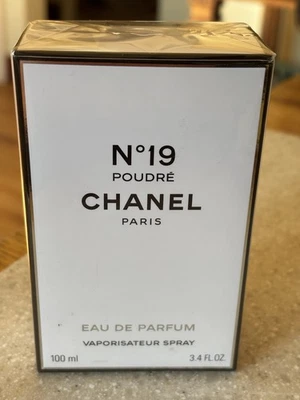 N°19
POUDRÉ
CHANEL
PARIS
EAU DE PARFUM
VAPORISATEUR SPRAY
100 ml 3.4 FL.OZ.